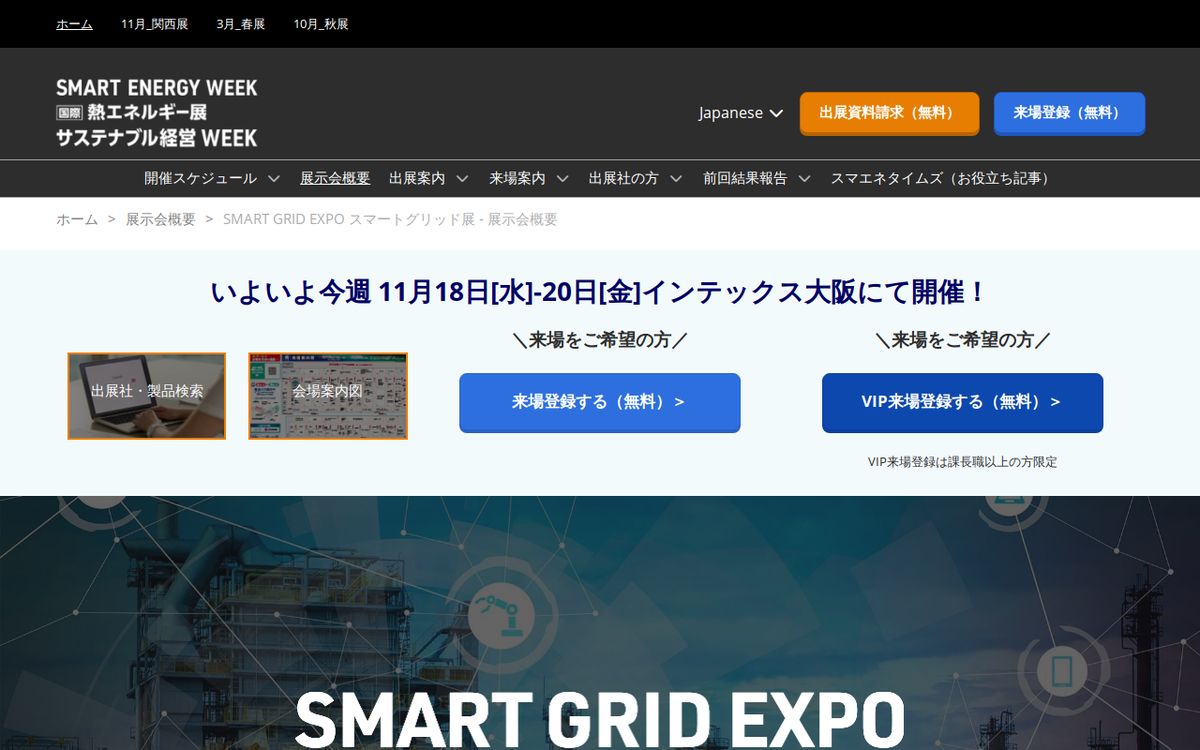 ホーム
11月_関西展
3月_春展
10月_秋展
SMART ENERGY WEEK
国際 熱エネルギー展
サステナブル経営 WEEK
Japanese
出展資料請求（無料）
来場登録（無料）
開催スケジュール
展示会概要
出展案内
来場案内
出展社の方
前回結果報告
スマエネタイムズ（お役立ち記事）
ホーム > 展示会概要 > SMART GRID EXPO スマートグリッド展 - 展示会概要
いよいよ今週 11月18日[水]-20日[金]インテックス大阪にて開催！
出展社・製品検索
会場案内図
＼来場をご希望の方／
来場登録する（無料）＞
＼来場をご希望の方／
VIP来場登録する（無料）＞
VIP来場登録は課長職以上の方限定
SMART GRID EXPO